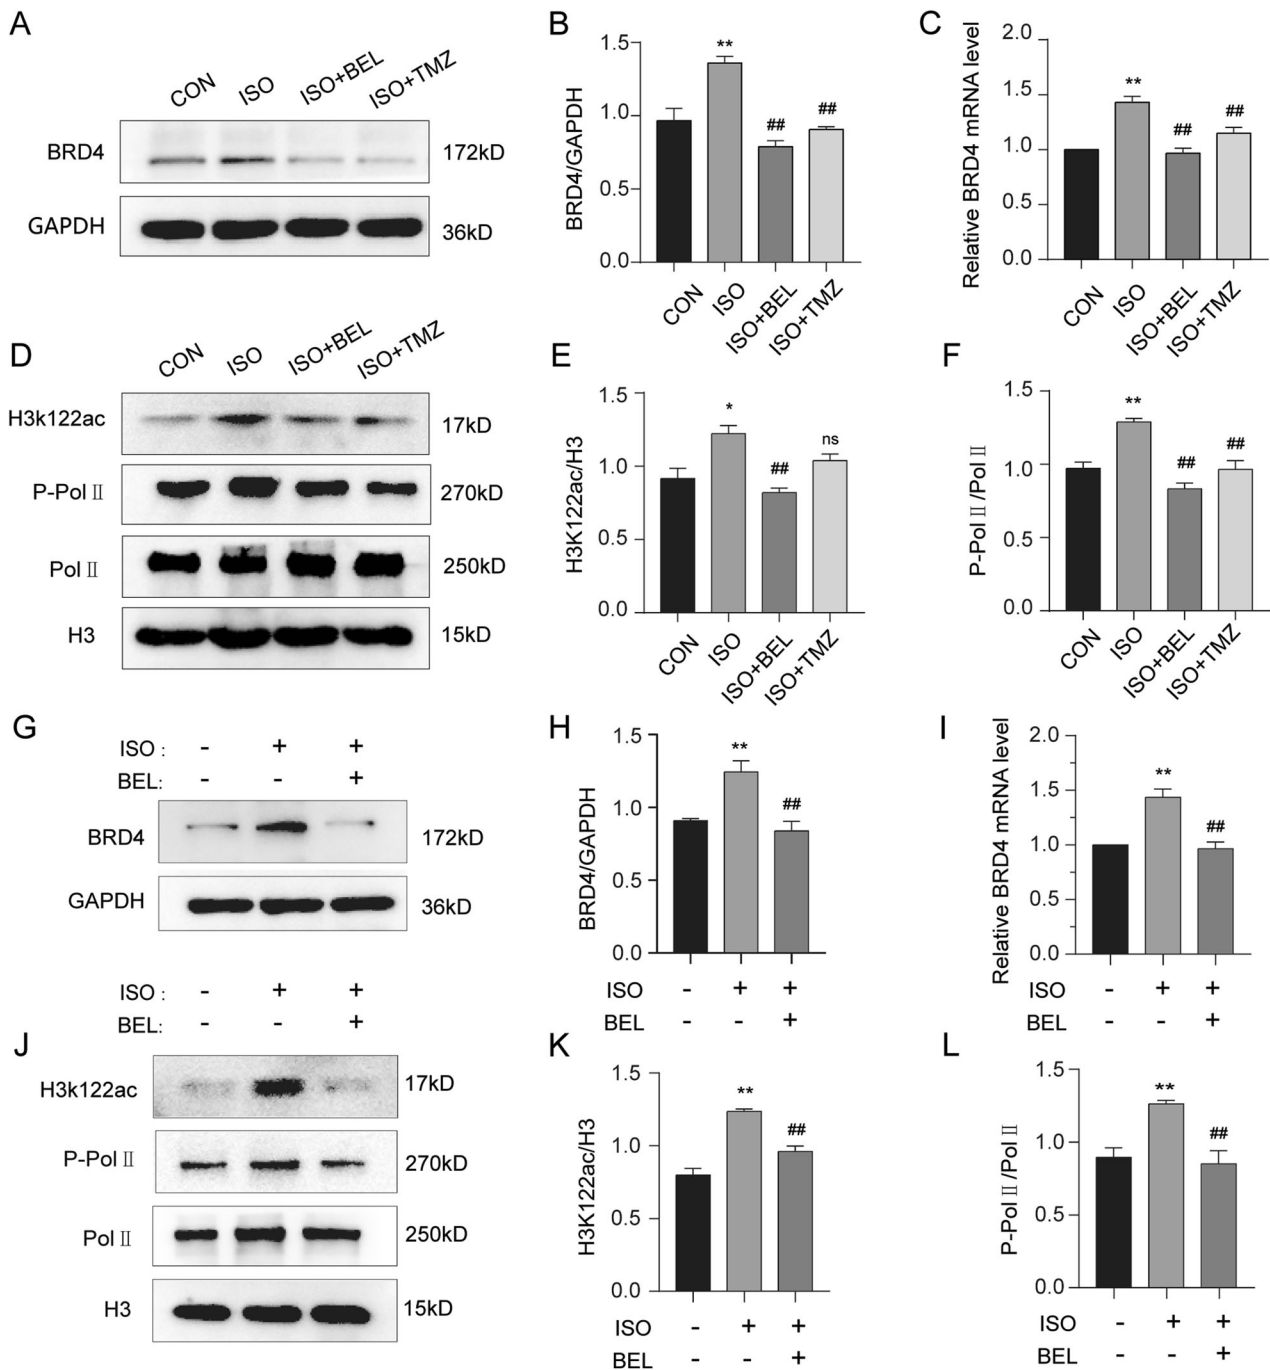 A
CON
ISO
ISO+BEL
ISO+TMZ
BRD4
172kD
GAPDH
36kD
B
BRD4/GAPDH
1.5
1.0
0.5
0.0
**
##
##
CON
ISO
ISO+BEL
ISO+TMZ
C
Relative BRD4 mRNA level
2.0
1.5
1.0
0.5
0.0
**
##
##
CON
ISO
ISO+BEL
ISO+TMZ
D
CON
ISO
ISO+BEL
ISO+TMZ
H3k122ac
17kD
P-Pol Ⅱ
270kD
Pol Ⅱ
250kD
H3
15kD
E
H3K122ac/H3
1.5
1.0
0.5
0.0
*
##
ns
CON
ISO
ISO+BEL
ISO+TMZ
F
P-Pol Ⅱ/Pol Ⅱ
1.5
1.0
0.5
0.0
**
##
##
CON
ISO
ISO+BEL
ISO+TMZ
G
ISO : - + +
BEL: - - +
BRD4
172kD
GAPDH
36kD
H
BRD4/GAPDH
1.5
1.0
0.5
0.0
**
##
ISO - + +
BEL - - +
I
Relative BRD4 mRNA level
2.0
1.5
1.0
0.5
0.0
**
##
ISO - + +
BEL - - +
J
ISO : - + +
BEL: - - +
H3k122ac
17kD
P-Pol Ⅱ
270kD
Pol Ⅱ
250kD
H3
15kD
K
H3K122ac/H3
1.5
1.0
0.5
0.0
**
##
ISO - + +
BEL - - +
L
P-Pol Ⅱ/Pol Ⅱ
1.5
1.0
0.5
0.0
**
##
ISO - + +
BEL - - +